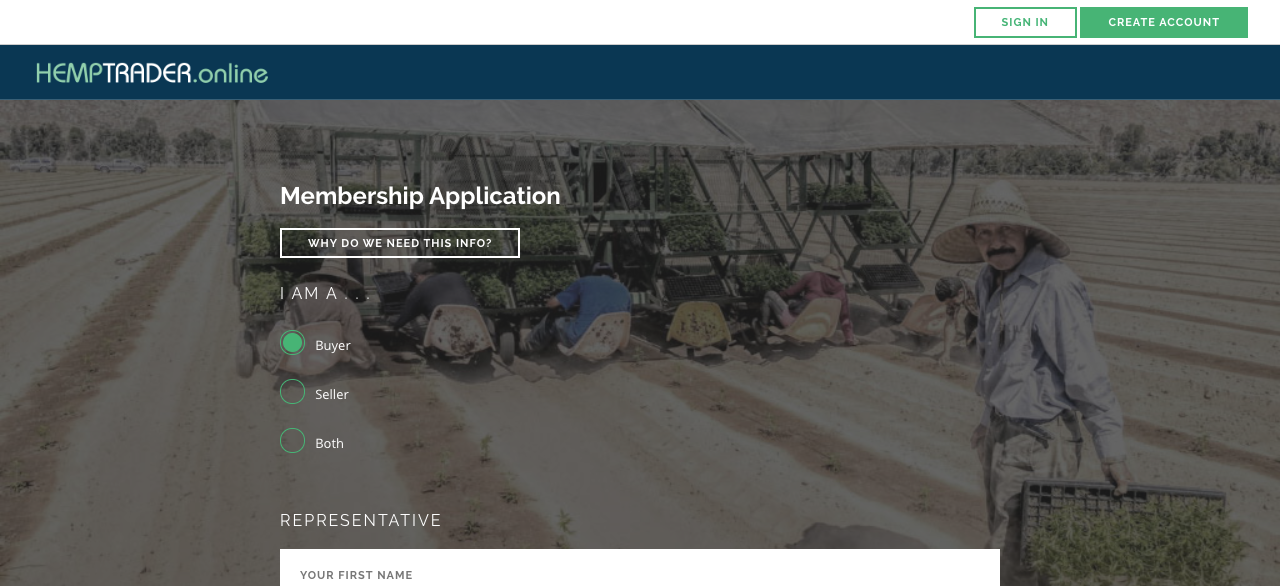 SIGN IN
CREATE ACCOUNT
HEMPTRADER.online
Membership Application
WHY DO WE NEED THIS INFO?
I AM A . . .
Buyer
Seller
Both
REPRESENTATIVE
YOUR FIRST NAME